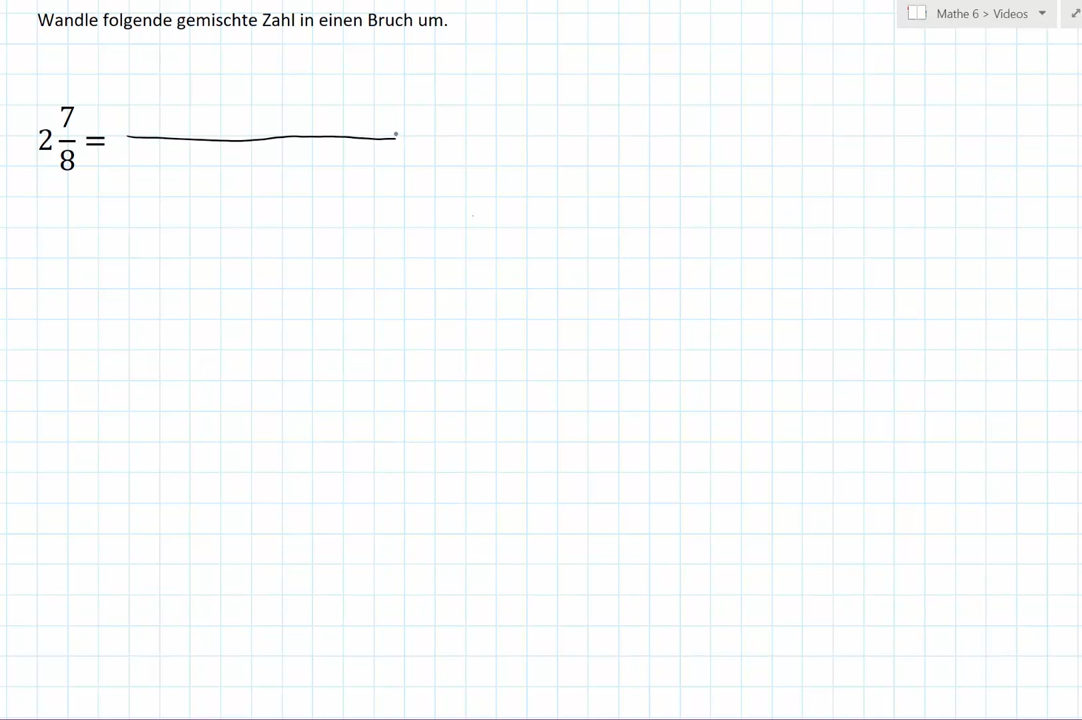 Wandle folgende gemischte Zahl in einen Bruch um.
Mathe 6 > Videos
2 7/8 =